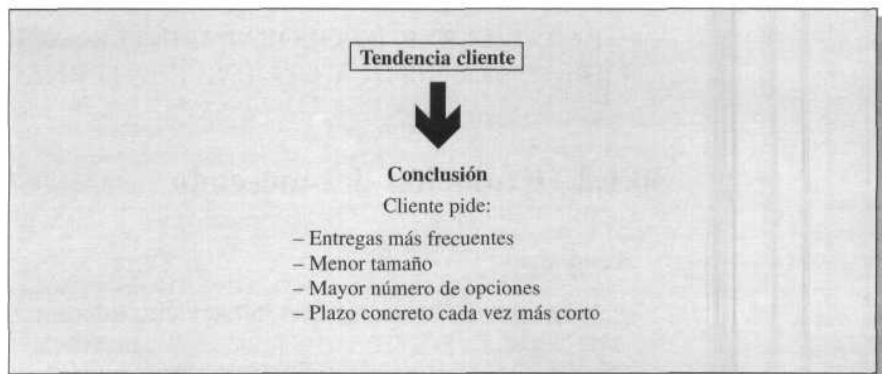 Tendencia cliente
Conclusión
Cliente pide:
– Entregas más frecuentes
– Menor tamaño
– Mayor número de opciones
– Plazo concreto cada vez más corto